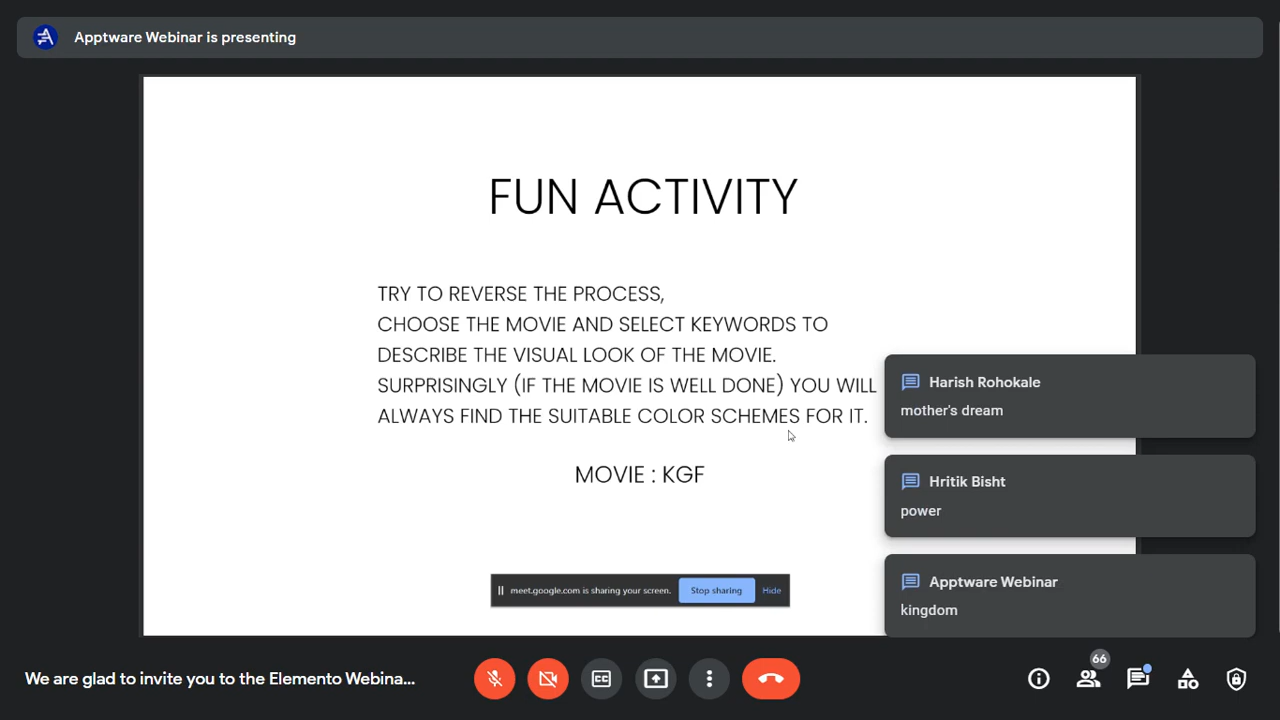 Apptware Webinar is presenting
FUN ACTIVITY
TRY TO REVERSE THE PROCESS,
CHOOSE THE MOVIE AND SELECT KEYWORDS TO
DESCRIBE THE VISUAL LOOK OF THE MOVIE.
SURPRISINGLY (IF THE MOVIE IS WELL DONE) YOU WILL
ALWAYS FIND THE SUITABLE COLOR SCHEMES FOR IT.
MOVIE : KGF
Harish Rohokale
mother's dream
Hritik Bisht
power
Apptware Webinar
kingdom
meet.google.com is sharing your screen.
Stop sharing
Hide
We are glad to invite you to the Elemento Webina...
CC
66